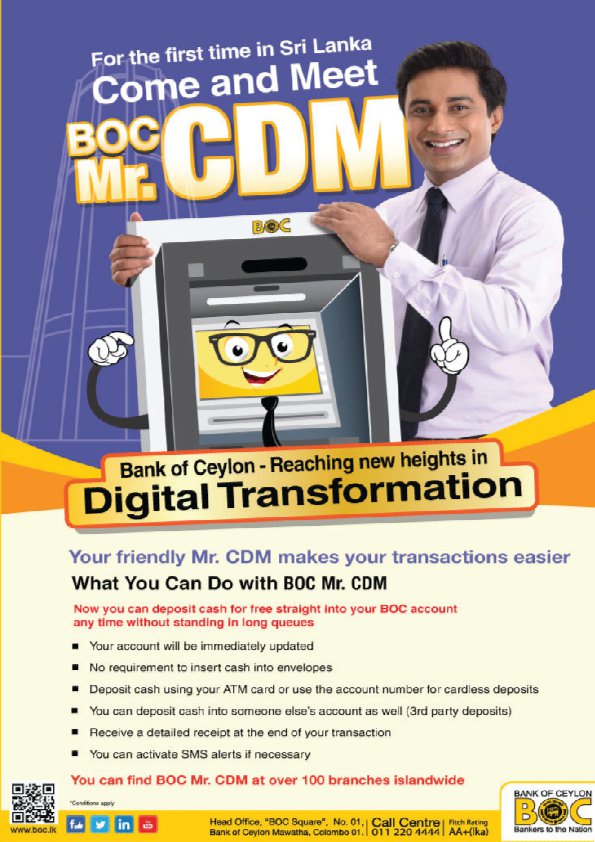 For the first time in Sri Lanka
Come and Meet
BOC
Mr. CDM
BOC
Bank of Ceylon - Reaching new heights in
Digital Transformation
Your friendly Mr. CDM makes your transactions easier
What You Can Do with BOC Mr. CDM
Now you can deposit cash for free straight into your BOC account
any time without standing in long queues
■ Your account will be immediately updated
■ No requirement to insert cash into envelopes
■ Deposit cash using your ATM card or use the account number for cardless deposits
■ You can deposit cash into someone else's account as well (3rd party deposits)
■ Receive a detailed receipt at the end of your transaction
■ You can activate SMS alerts if necessary
You can find BOC Mr. CDM at over 100 branches islandwide
*Conditions apply
www.boc.lk
Head Office, "BOC Square", No. 01,
Bank of Ceylon Mawatha, Colombo 01.
Call Centre
011 220 4444
Fitch Rating
AA+(lka)
BANK OF CEYLON
BOC
Bankers to the Nation